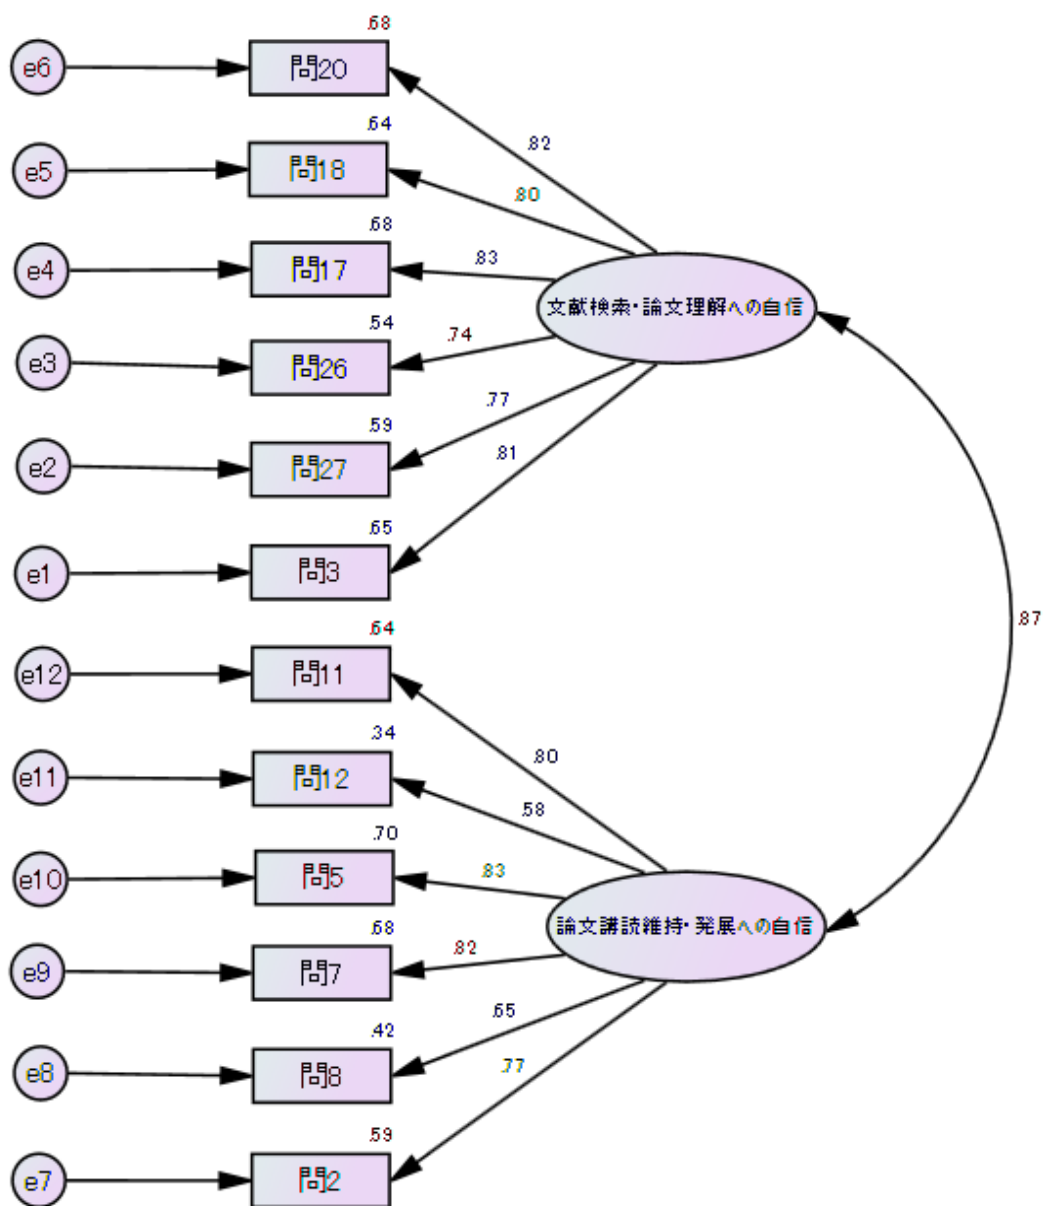 .68
e6
問20
.82
.64
e5
問18
.80
.68
e4
問17
.83
文献検索・論文理解への自信
.54
e3
問26
.74
.59
e2
問27
.77
.81
.65
e1
問3
.87
.64
e12
問11
.80
.34
e11
問12
.58
.70
e10
問5
.83
論文講読維持・発展への自信
.68
e9
問7
.82
.65
.42
e8
問8
.77
.59
e7
問2